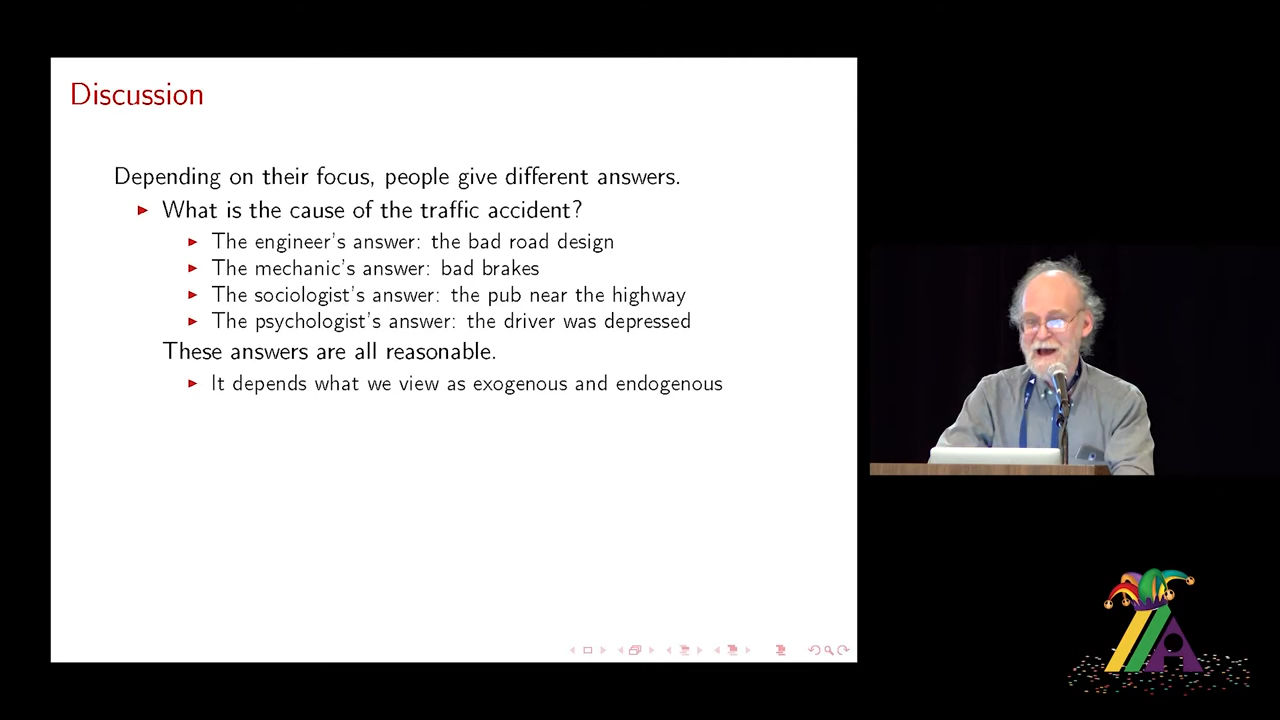 Discussion
Depending on their focus, people give different answers.
What is the cause of the traffic accident?
The engineer's answer: the bad road design
The mechanic's answer: bad brakes
The sociologist's answer: the pub near the highway
The psychologist's answer: the driver was depressed
These answers are all reasonable.
It depends what we view as exogenous and endogenous